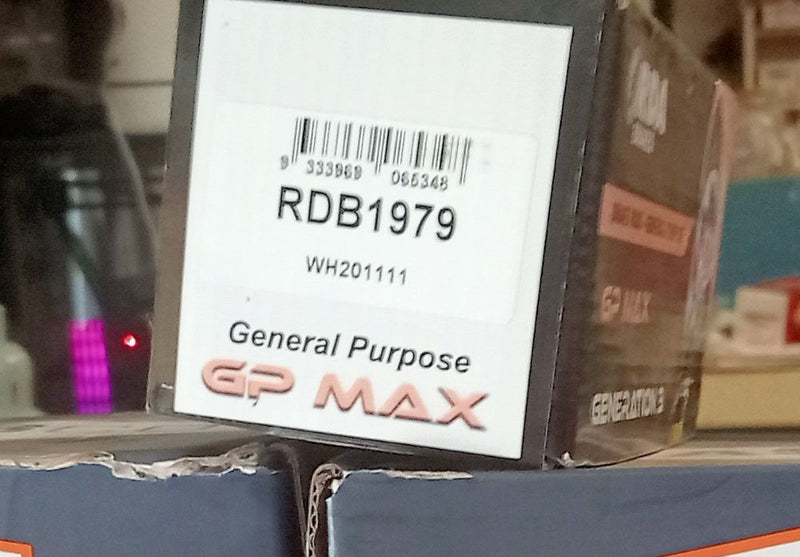 9 333969 065348
RDB1979
WH201111
General Purpose
GP MAX
GP MAX
GENERATION 3